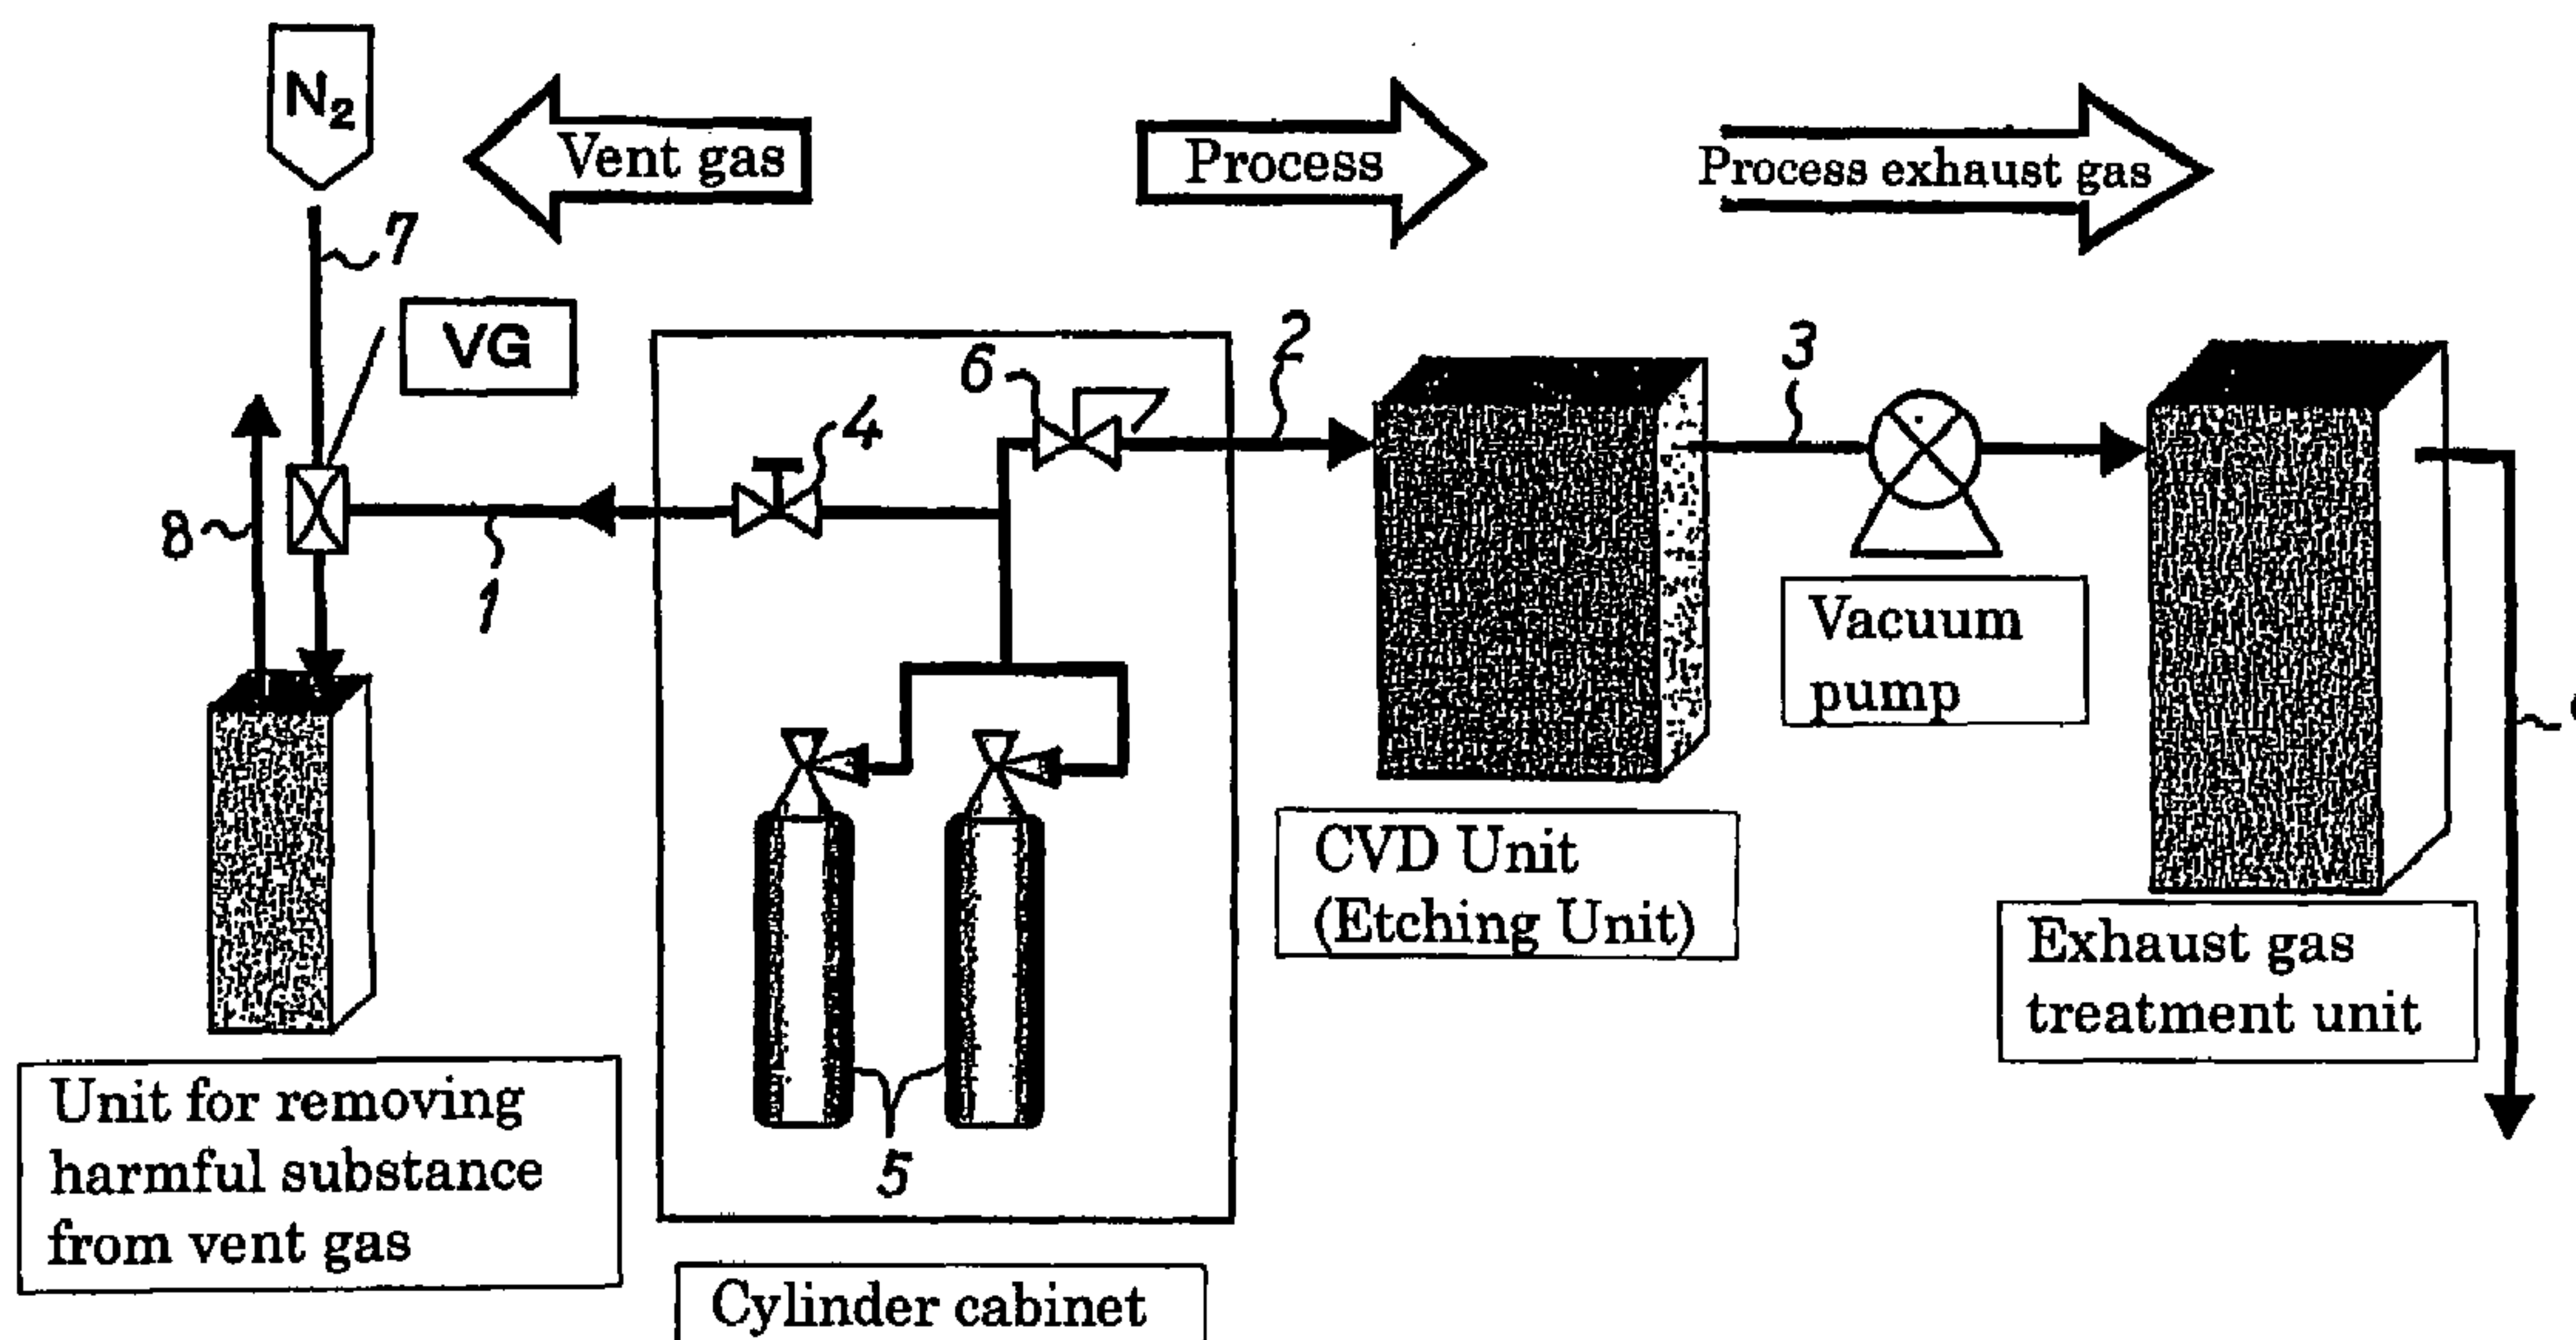 N₂
Vent gas
Process
Process exhaust gas
7
VG
6
2
3
4
8
1
Vacuum
pump
CVD Unit
(Etching Unit)
Exhaust gas
treatment unit
5
Unit for removing
harmful substance
from vent gas
Cylinder cabinet